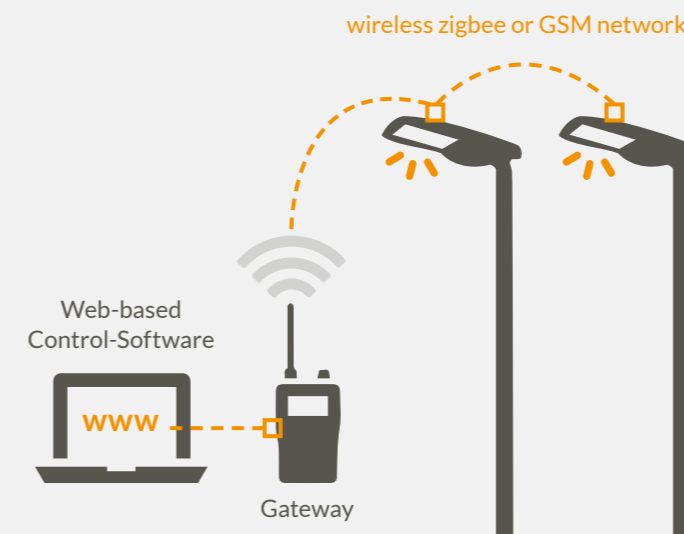 wireless zigbee or GSM network
Web-based
Control-Software
www
Gateway